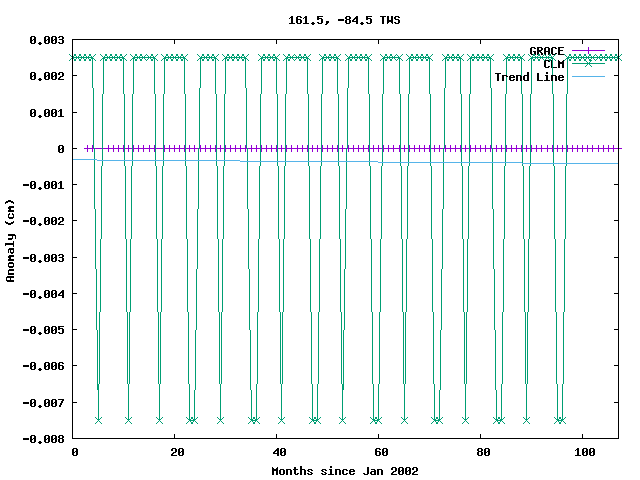 161.5, -84.5 TWS
0.003
0.002
0.001
0
-0.001
-0.002
-0.003
-0.004
-0.005
-0.006
-0.007
-0.008
Anomaly (cm)
GRACE
CLM
Trend Line
0 20 40 60 80 100
Months since Jan 2002